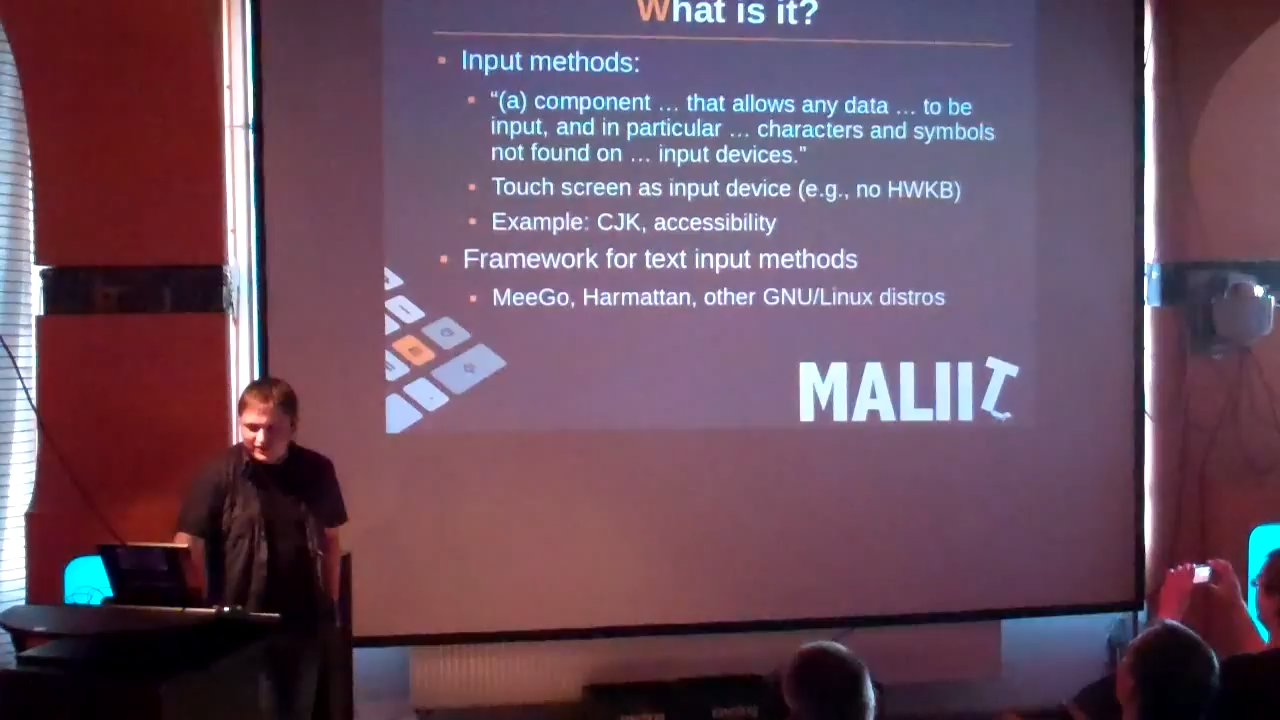 What is it?
Input methods:
“(a) component … that allows any data … to be
input, and in particular … characters and symbols
not found on … input devices.”
Touch screen as input device (e.g., no HWKB)
Example: CJK, accessibility
Framework for text input methods
MeeGo, Harmattan, other GNU/Linux distros
MALIIT